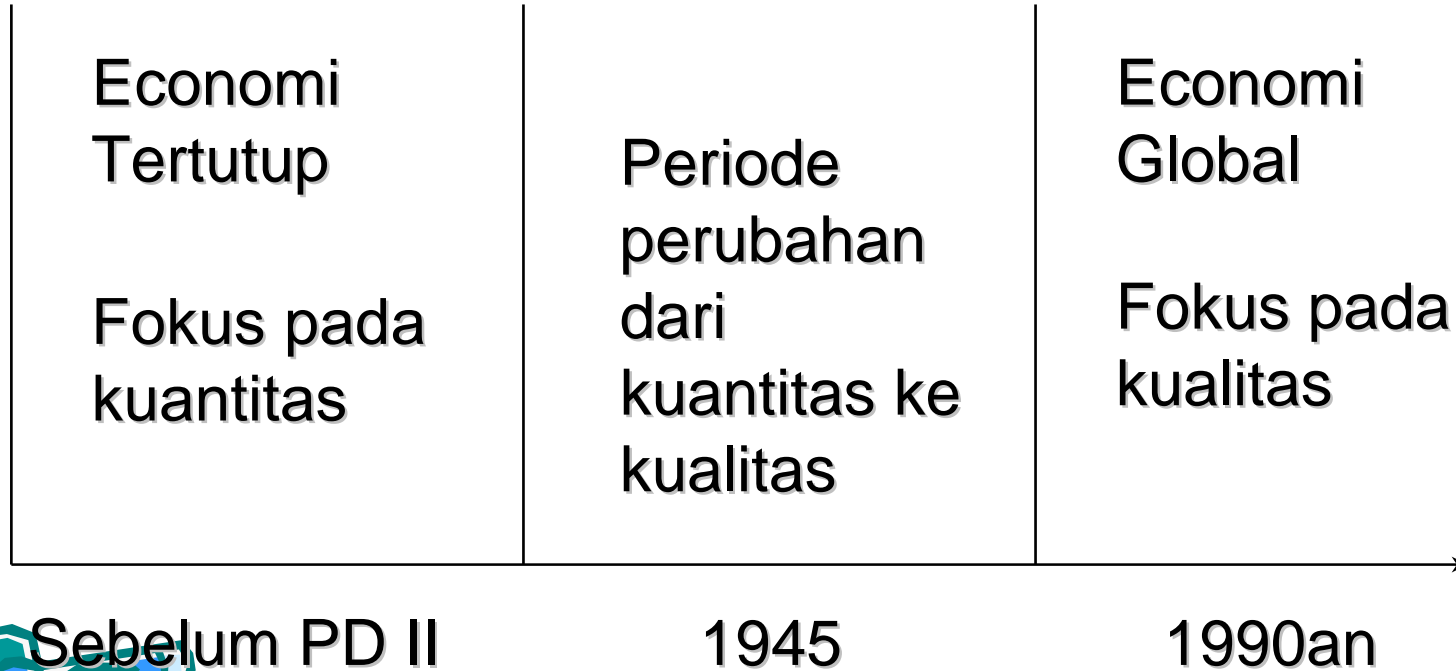 Economi
Tertutup
Fokus pada
kuantitas
Periode
perubahan
dari
kuantitas ke
kualitas
Economi
Global
Fokus pada
kualitas
Sebelum PD II
1945
1990an